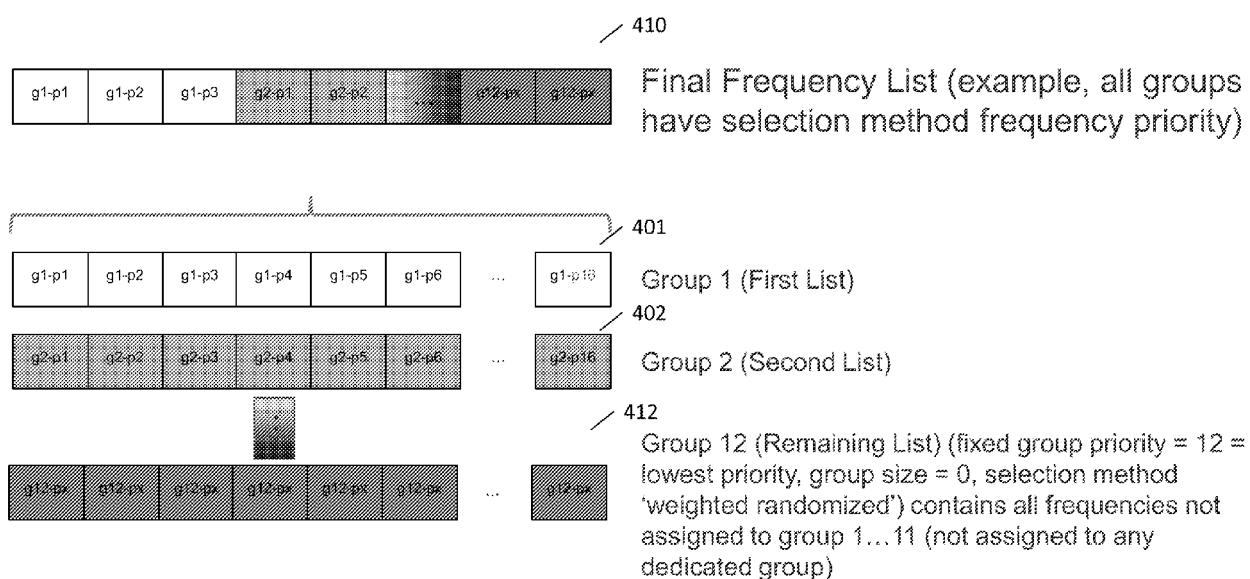 410
g1-p1 g1-p2 g1-p3 g2-p1 g2-p2 ... g12-px g12-px
Final Frequency List (example, all groups
have selection method frequency priority)
401
g1-p1 g1-p2 g1-p3 g1-p4 g1-p5 g1-p6 ... g1-p16
Group 1 (First List)
402
g2-p1 g2-p2 g2-p3 g2-p4 g2-p5 g2-p6 ... g2-p16
Group 2 (Second List)
412
g12-px g12-px g12-px g12-px g12-px g12-px ... g12-px
Group 12 (Remaining List) (fixed group priority = 12 =
lowest priority, group size = 0, selection method
‘weighted randomized’) contains all frequencies not
assigned to group 1…11 (not assigned to any
dedicated group)